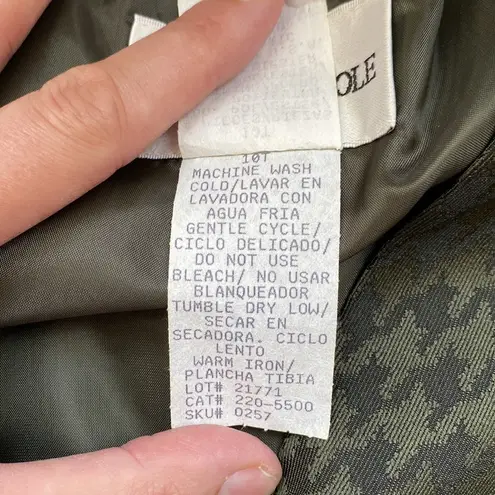 OLE
10T
MACHINE WASH
COLD/LAVAR EN
LAVADORA CON
AGUA FRIA
GENTLE CYCLE/
CICLO DELICADO/
DO NOT USE
BLEACH/ NO USAR
BLANQUEADOR
TUMBLE DRY LOW/
SECAR EN
SECADORA. CICLO
LENTO
WARM IRON/
PLANCHA TIBIA
LOT# 21771
CAT# 220-5500
SKU# 0257